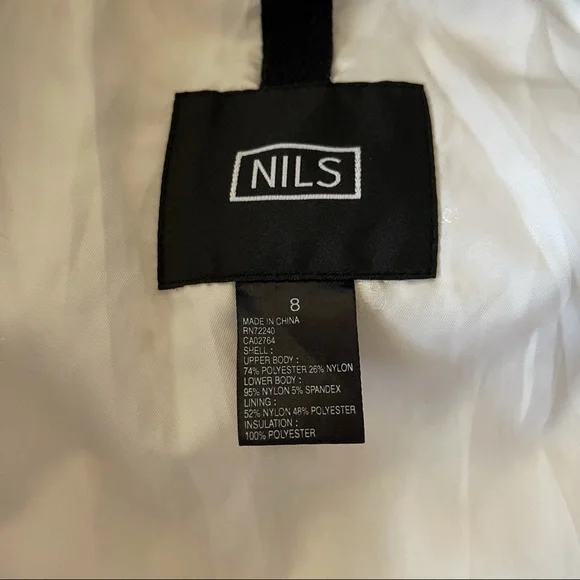 NILS
8
MADE IN CHINA
RN72240
CA02764
SHELL :
UPPER BODY :
74% POLYESTER 26% NYLON
LOWER BODY :
95% NYLON 5% SPANDEX
LINING :
52% NYLON 48% POLYESTER
INSULATION :
100% POLYESTER